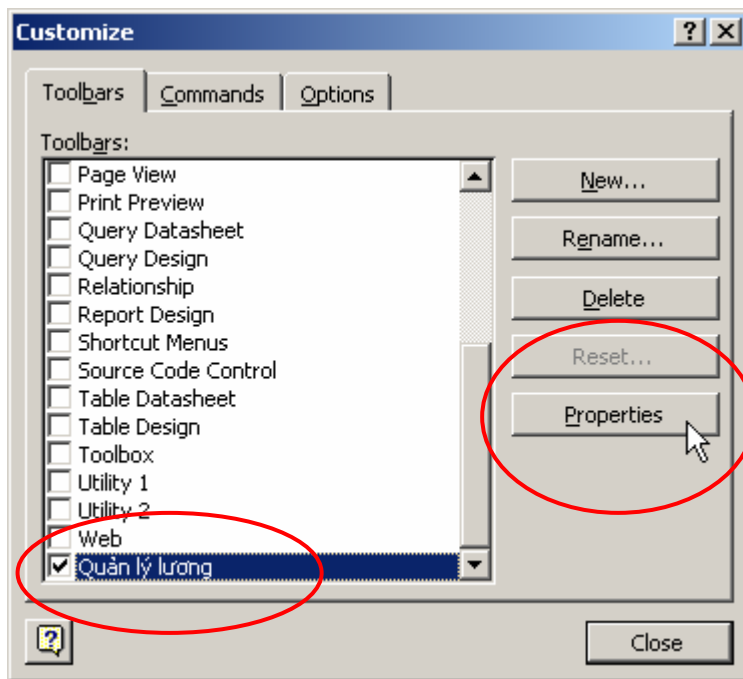 Customize
Toolbars Commands Options
Toolbars:
Page View
Print Preview
Query Datasheet
Query Design
Relationship
Report Design
Shortcut Menus
Source Code Control
Table Datasheet
Table Design
Toolbox
Utility 1
Utility 2
Web
Quản lý lương
New...
Rename...
Delete
Reset...
Properties
Close